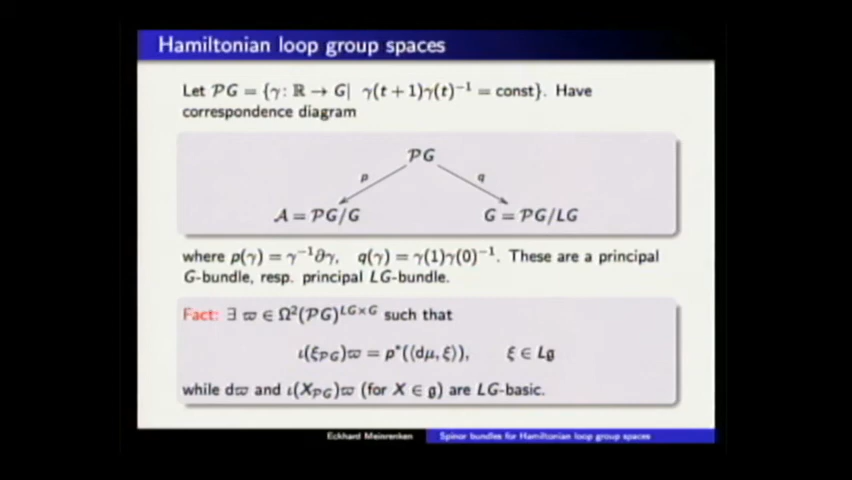 Hamiltonian loop group spaces
Let 𝒫G = {γ: ℝ → G| γ(t + 1)γ(t)⁻¹ = const}. Have
correspondence diagram
𝒫G
p q
𝒜 = 𝒫G/G G = 𝒫G/LG
where p(γ) = γ⁻¹∂γ, q(γ) = γ(1)γ(0)⁻¹. These are a principal
G-bundle, resp. principal LG-bundle.
Fact: ∃ ϖ ∈ Ω²(𝒫G)^{LG×G} such that
ι(ξ_{𝒫G})ϖ = p*(⟨dμ, ξ⟩), ξ ∈ L𝔤
while dϖ and ι(X_{𝒫G})ϖ (for X ∈ 𝔤) are LG-basic.
Eckhard Meinrenken Spinor bundles for Hamiltonian loop group spaces